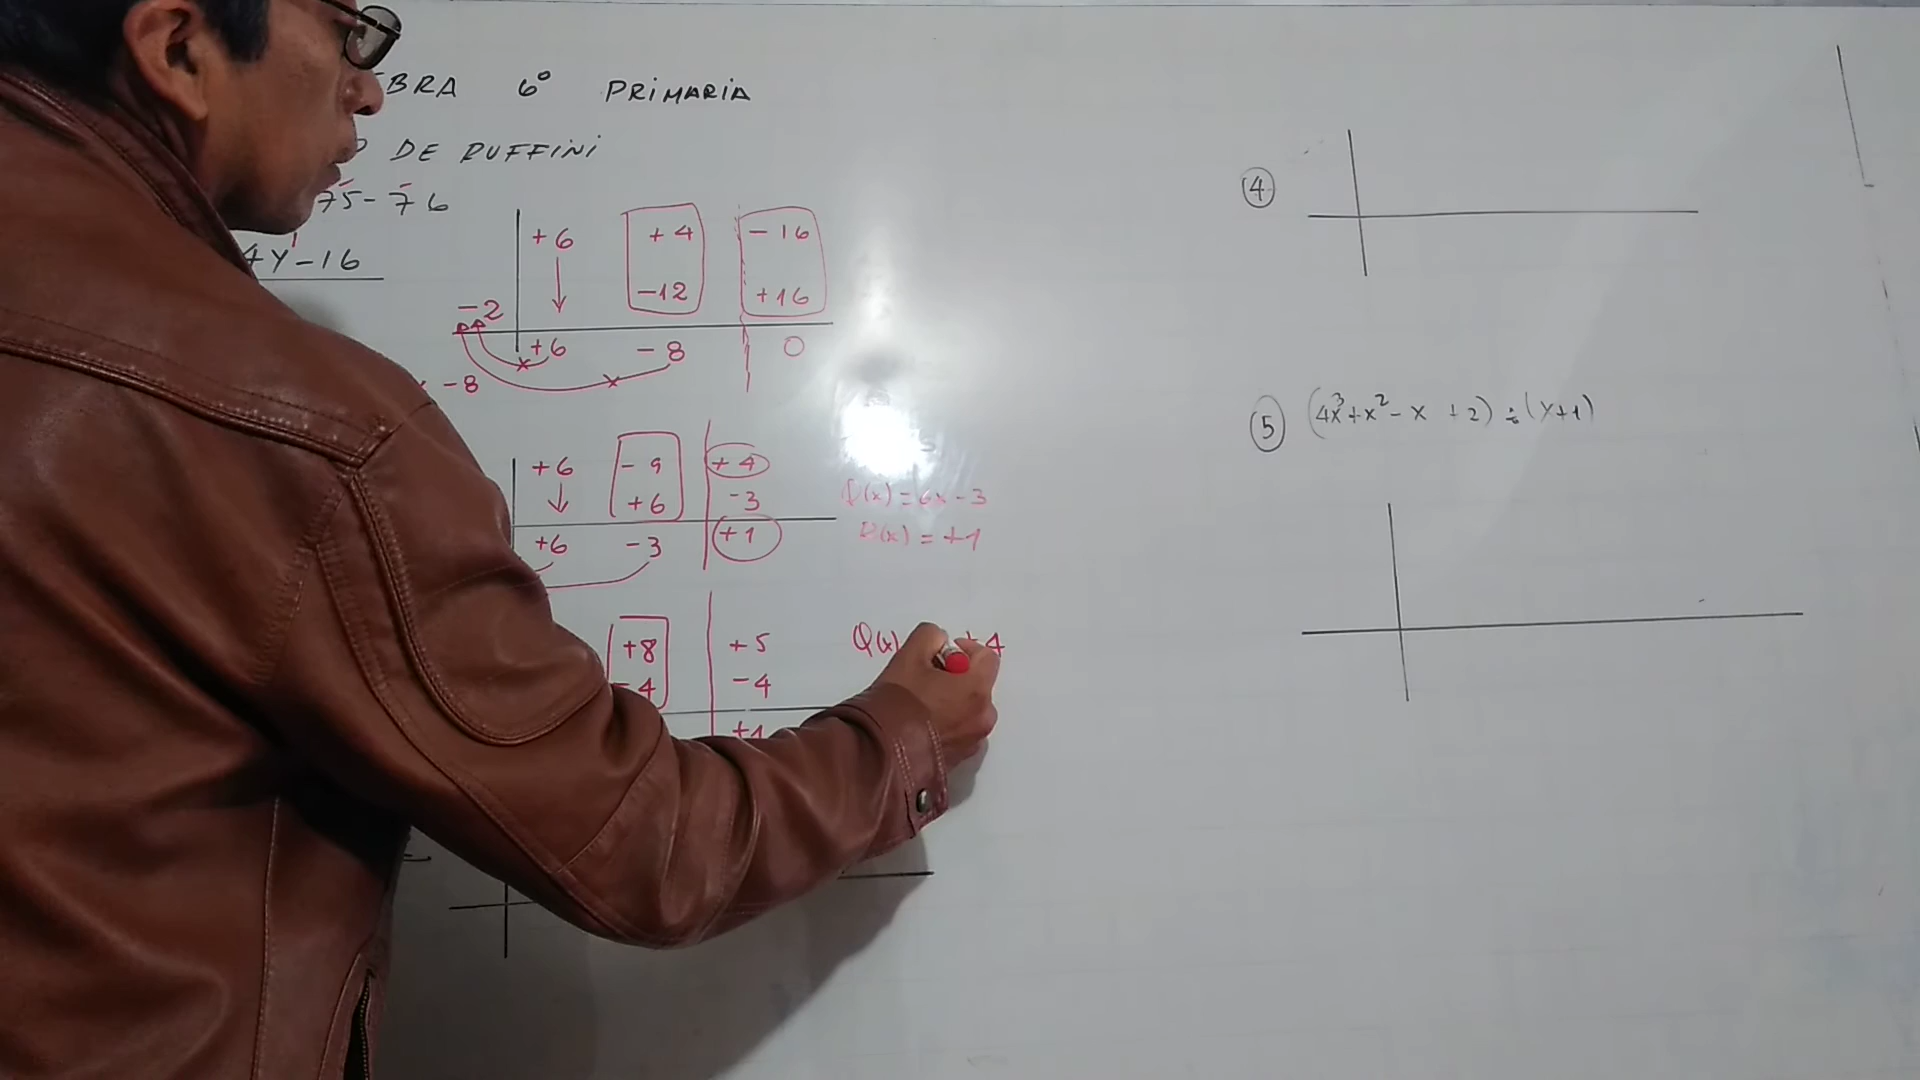 BRA 6° PRIMARIA
DE RUFFINI
75-76
4Y¹-16
+6 +4 -16
-12 +16
-2
+6 -8 0
x -8
+6 -9 +4
+6 -3
+6 -3 +1
Q(x) = 6x-3
R(x) = +1
+8 +5
-4 -4
+1
Q(x) +4
④
⑤ (4x³+x²-x +2) ÷ (x+1)